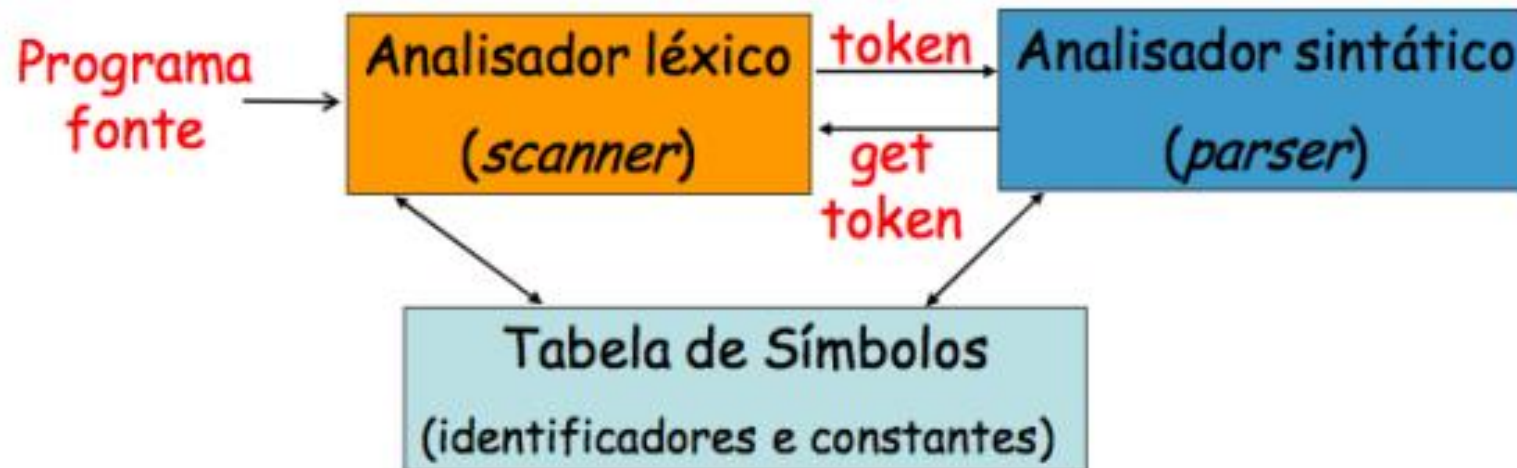 Programa
fonte
Analisador léxico
(scanner)
token
get
token
Analisador sintático
(parser)
Tabela de Símbolos
(identificadores e constantes)